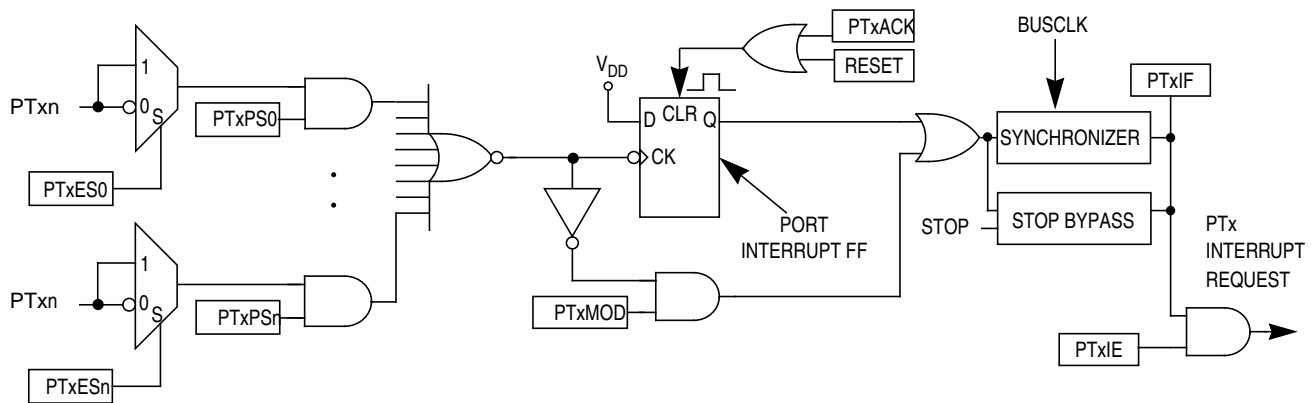 PTxn
1
0
S
PTxES0
PTxPS0
PTxn
1
0
S
PTxESn
PTxPSn
VDD
D
CLR
Q
CK
PTxACK
RESET
PORT
INTERRUPT FF
PTxMOD
BUSCLK
SYNCHRONIZER
STOP
STOP BYPASS
PTxIF
PTx
INTERRUPT
REQUEST
PTxIE